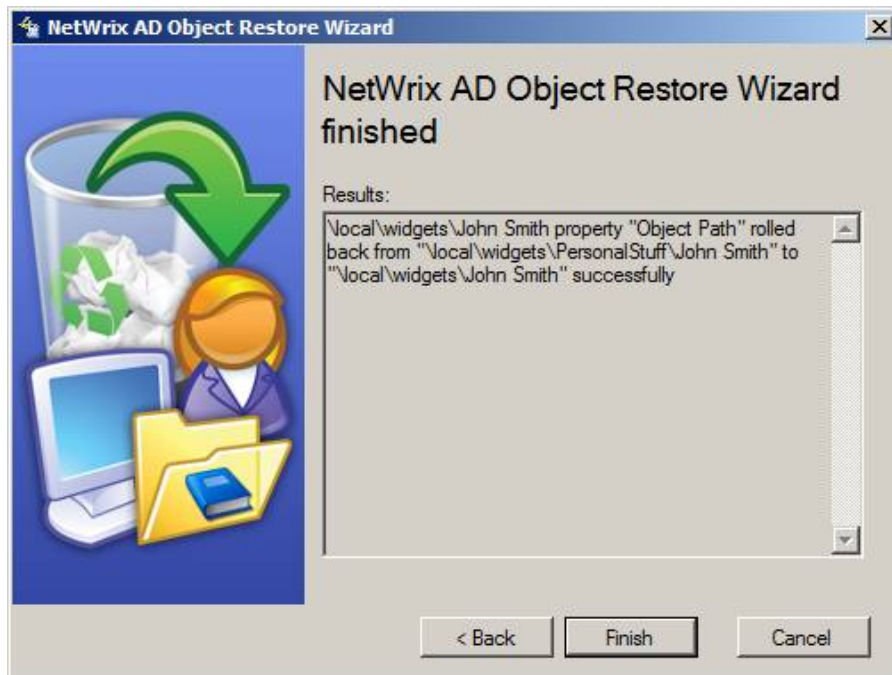 NetWrix AD Object Restore Wizard
NetWrix AD Object Restore Wizard
finished
Results:
\local\widgets\John Smith property "Object Path" rolled
back from "\local\widgets\PersonalStuff\John Smith" to
"\local\widgets\John Smith" successfully
< Back
Finish
Cancel